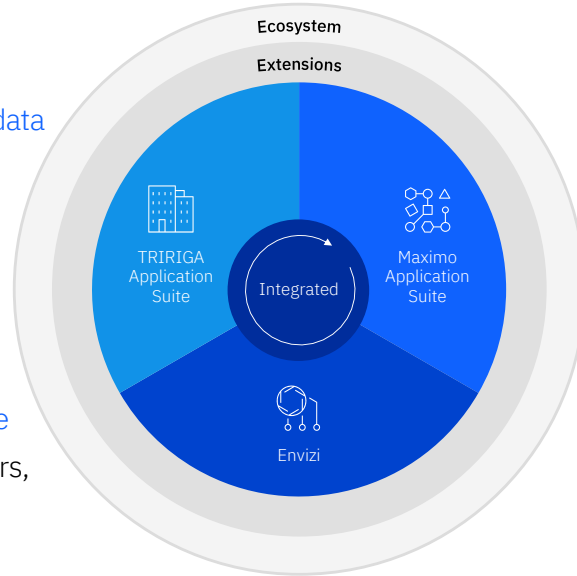 Ecosystem
Extensions
data
TRIRIGA
Application
Suite
Maximo
Application
Suite
Integrated
e
rs,
Envizi